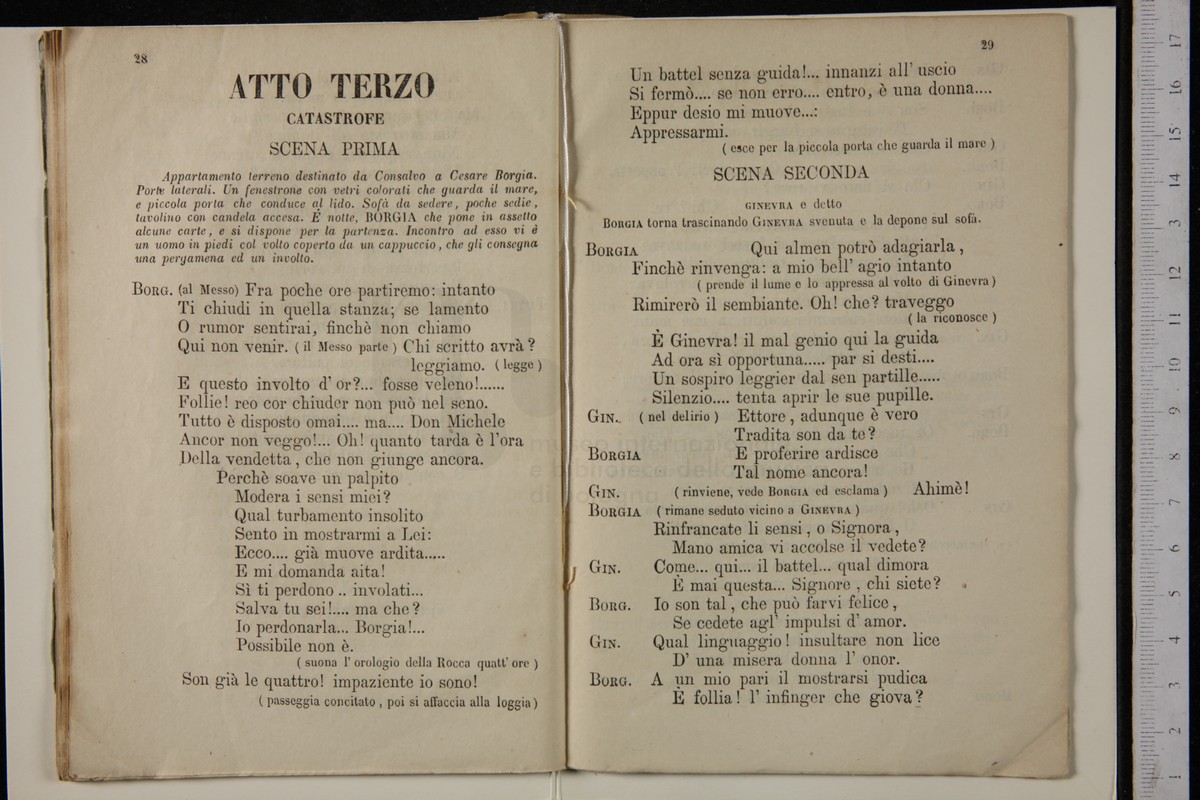 28
ATTO TERZO
CATASTROFE
SCENA PRIMA
Appartamento terreno destinato da Consalvo a Cesare Borgia.
Porte laterali. Un fenestrone con vetri colorati che guarda il mare,
e piccola porta che conduce al lido. Sofà da sedere, poche sedie,
tavolino con candela accesa. È notte, BORGIA che pone in assetto
alcune carte, e si dispone per la partenza. Incontro ad esso vi è
un uomo in piedi col volto coperto da un cappuccio, che gli consegna
una pergamena ed un involto.
BORG. (al Messo) Fra poche ore partiremo: intanto
Ti chiudi in quella stanza; se lamento
O rumor sentirai, finchè non chiamo
Qui non venir. ( il Messo parte ) Chi scritto avrà?
leggiamo. ( legge )
E questo involto d' or?... fosse veleno!......
Follie! reo cor chiuder non può nel seno.
Tutto è disposto omai.... ma.... Don Michele
Ancor non veggo!... Oh! quanto tarda è l'ora
Della vendetta, che non giunge ancora.
Perchè soave un palpito
Modera i sensi miei?
Qual turbamento insolito
Sento in mostrarmi a Lei:
Ecco.... già muove ardita.....
E mi domanda aita!
Sì ti perdono .. involati...
Salva tu sei!.... ma che?
Io perdonarla... Borgia!...
Possibile non è.
( suona l' orologio della Rocca quatt' ore )
Son già le quattro! impaziente io sono!
( passeggia concitato , poi si affaccia alla loggia )
29
Un battel senza guida!... innanzi all' uscio
Si fermò.... se non erro.... entro, è una donna....
Eppur desio mi muove...:
Appressarmi.
( esce per la piccola porta che guarda il mare )
SCENA SECONDA
GINEVRA e detto
BORGIA torna trascinando GINEVRA svenuta e la depone sul sofà.
BORGIA Qui almen potrò adagiarla,
Finchè rinvenga: a mio bell' agio intanto
( prende il lume e lo appressa al volto di Ginevra )
Rimirerò il sembiante. Oh! che? traveggo
( la riconosce )
È Ginevra! il mal genio qui la guida
Ad ora sì opportuna..... par si desti....
Un sospiro leggier dal sen partille.....
Silenzio.... tenta aprir le sue pupille.
GIN. ( nel delirio ) Ettore, adunque è vero
Tradita son da te?
BORGIA E proferire ardisce
Tal nome ancora!
GIN. ( rinviene, vede BORGIA ed esclama ) Ahimè!
BORGIA ( rimane seduto vicino a GINEVRA )
Rinfrancate li sensi, o Signora,
Mano amica vi accolse il vedete?
GIN. Come... qui... il battel... qual dimora
È mai questa... Signore, chi siete?
BORG. Io son tal, che può farvi felice,
Se cedete agl' impulsi d' amor.
GIN. Qual linguaggio! insultare non lice
D' una misera donna l' onor.
BORG. A un mio pari il mostrarsi pudica
È follia! l' infinger che giova?